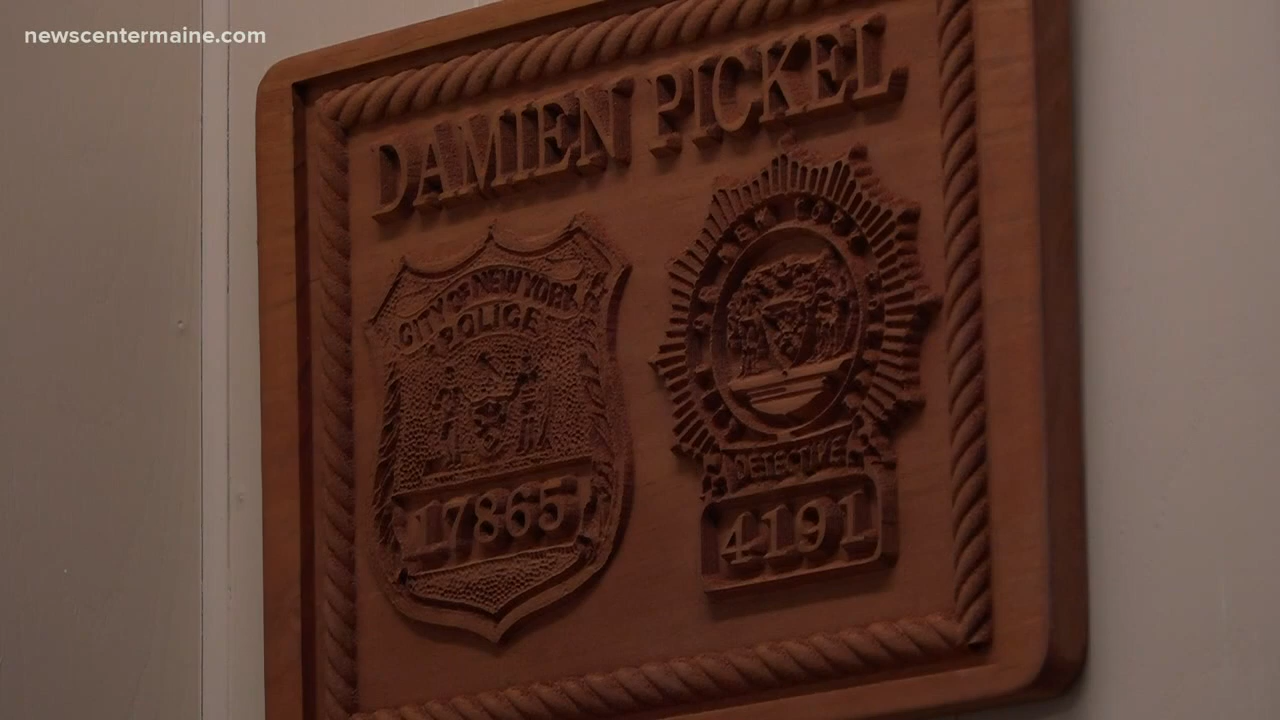 newscentermaine.com
DAMIEN PICKEL
CITY OF NEW YORK
POLICE
17865
DETECTIVE
4191